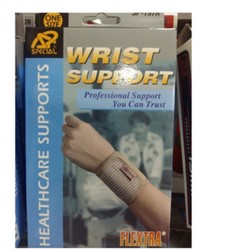 ONE
SIZE
SPECIAL
WRIST
SUPPORT
Professional Support
You Can Trust
HEALTHCARE SUPPORTS
FLEXTRA®